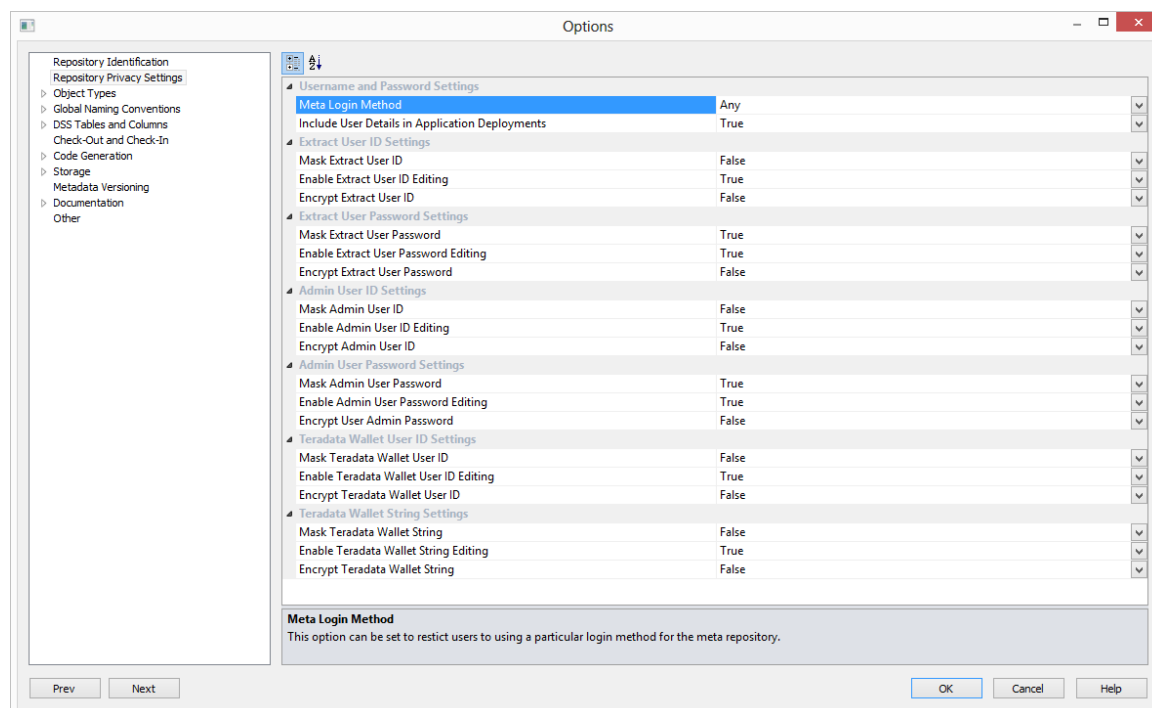 Options
Repository Identification
Repository Privacy Settings
Object Types
Global Naming Conventions
DSS Tables and Columns
Check-Out and Check-In
Code Generation
Storage
Metadata Versioning
Documentation
Other
Username and Password Settings
Meta Login Method Any
Include User Details in Application Deployments True
Extract User ID Settings
Mask Extract User ID False
Enable Extract User ID Editing True
Encrypt Extract User ID False
Extract User Password Settings
Mask Extract User Password True
Enable Extract User Password Editing True
Encrypt Extract User Password False
Admin User ID Settings
Mask Admin User ID False
Enable Admin User ID Editing True
Encrypt Admin User ID False
Admin User Password Settings
Mask Admin User Password True
Enable Admin User Password Editing True
Encrypt User Admin Password False
Teradata Wallet User ID Settings
Mask Teradata Wallet User ID False
Enable Teradata Wallet User ID Editing True
Encrypt Teradata Wallet User ID False
Teradata Wallet String Settings
Mask Teradata Wallet String False
Enable Teradata Wallet String Editing True
Encrypt Teradata Wallet String False
Meta Login Method
This option can be set to restict users to using a particular login method for the meta repository.
Prev Next OK Cancel Help